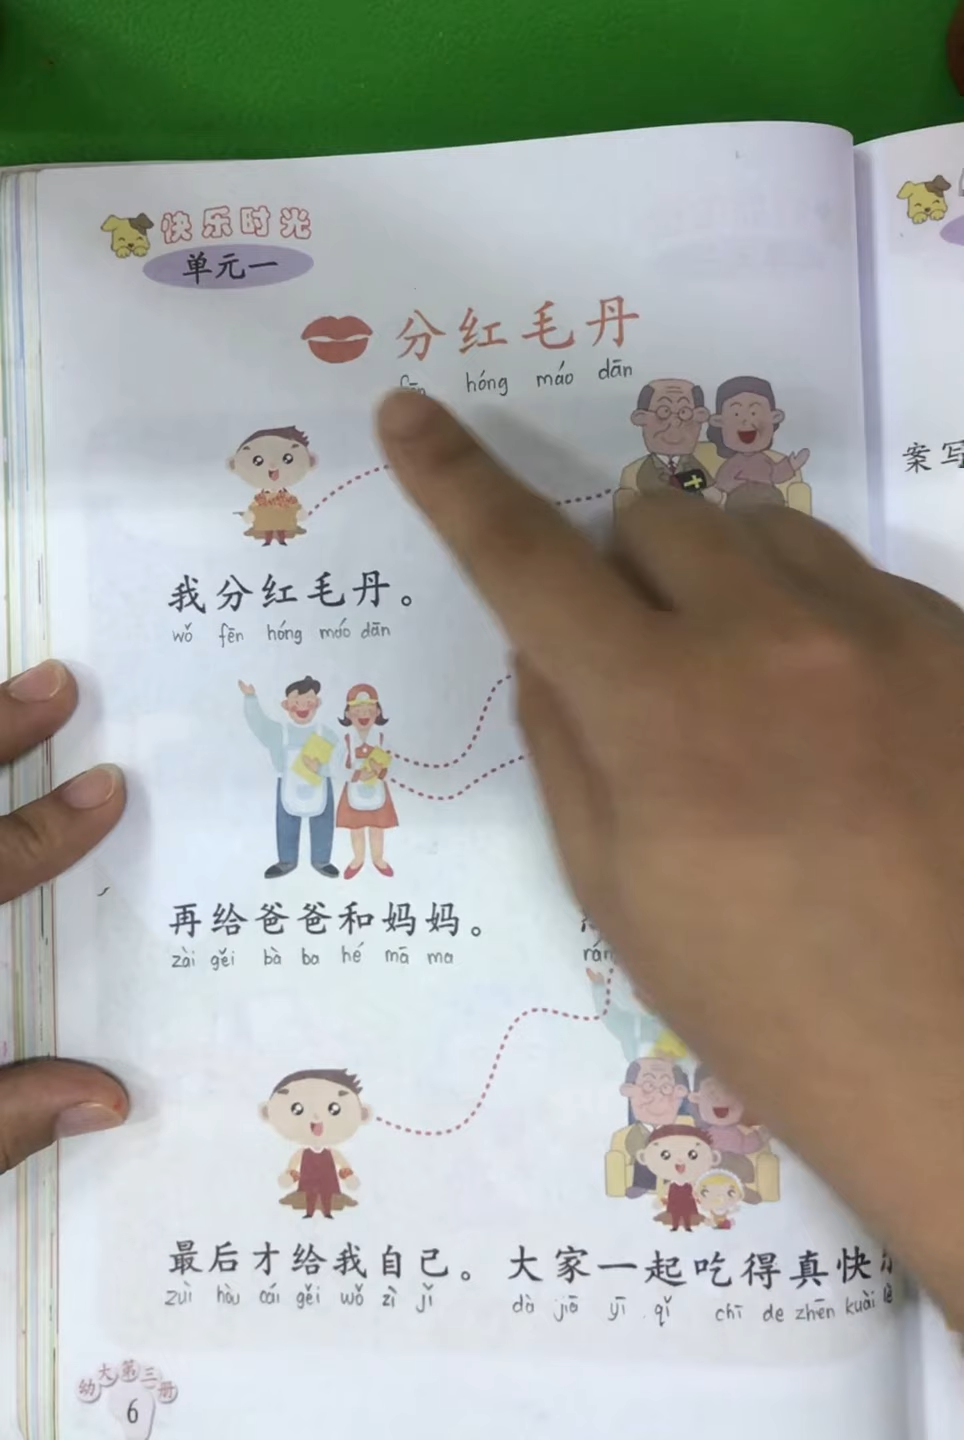 快乐时光
单元一
分红毛丹
fēn hóng máo dān
案写
我分红毛丹。
wǒ fēn hóng máo dān
再给爸爸和妈妈。
zài gěi bà ba hé mā ma
rán
最后才给我自己。 大家一起吃得真快
zuì hòu cái gěi wǒ zì jǐ dà jiā yī qǐ chī de zhēn kuài
幼大第三册
6